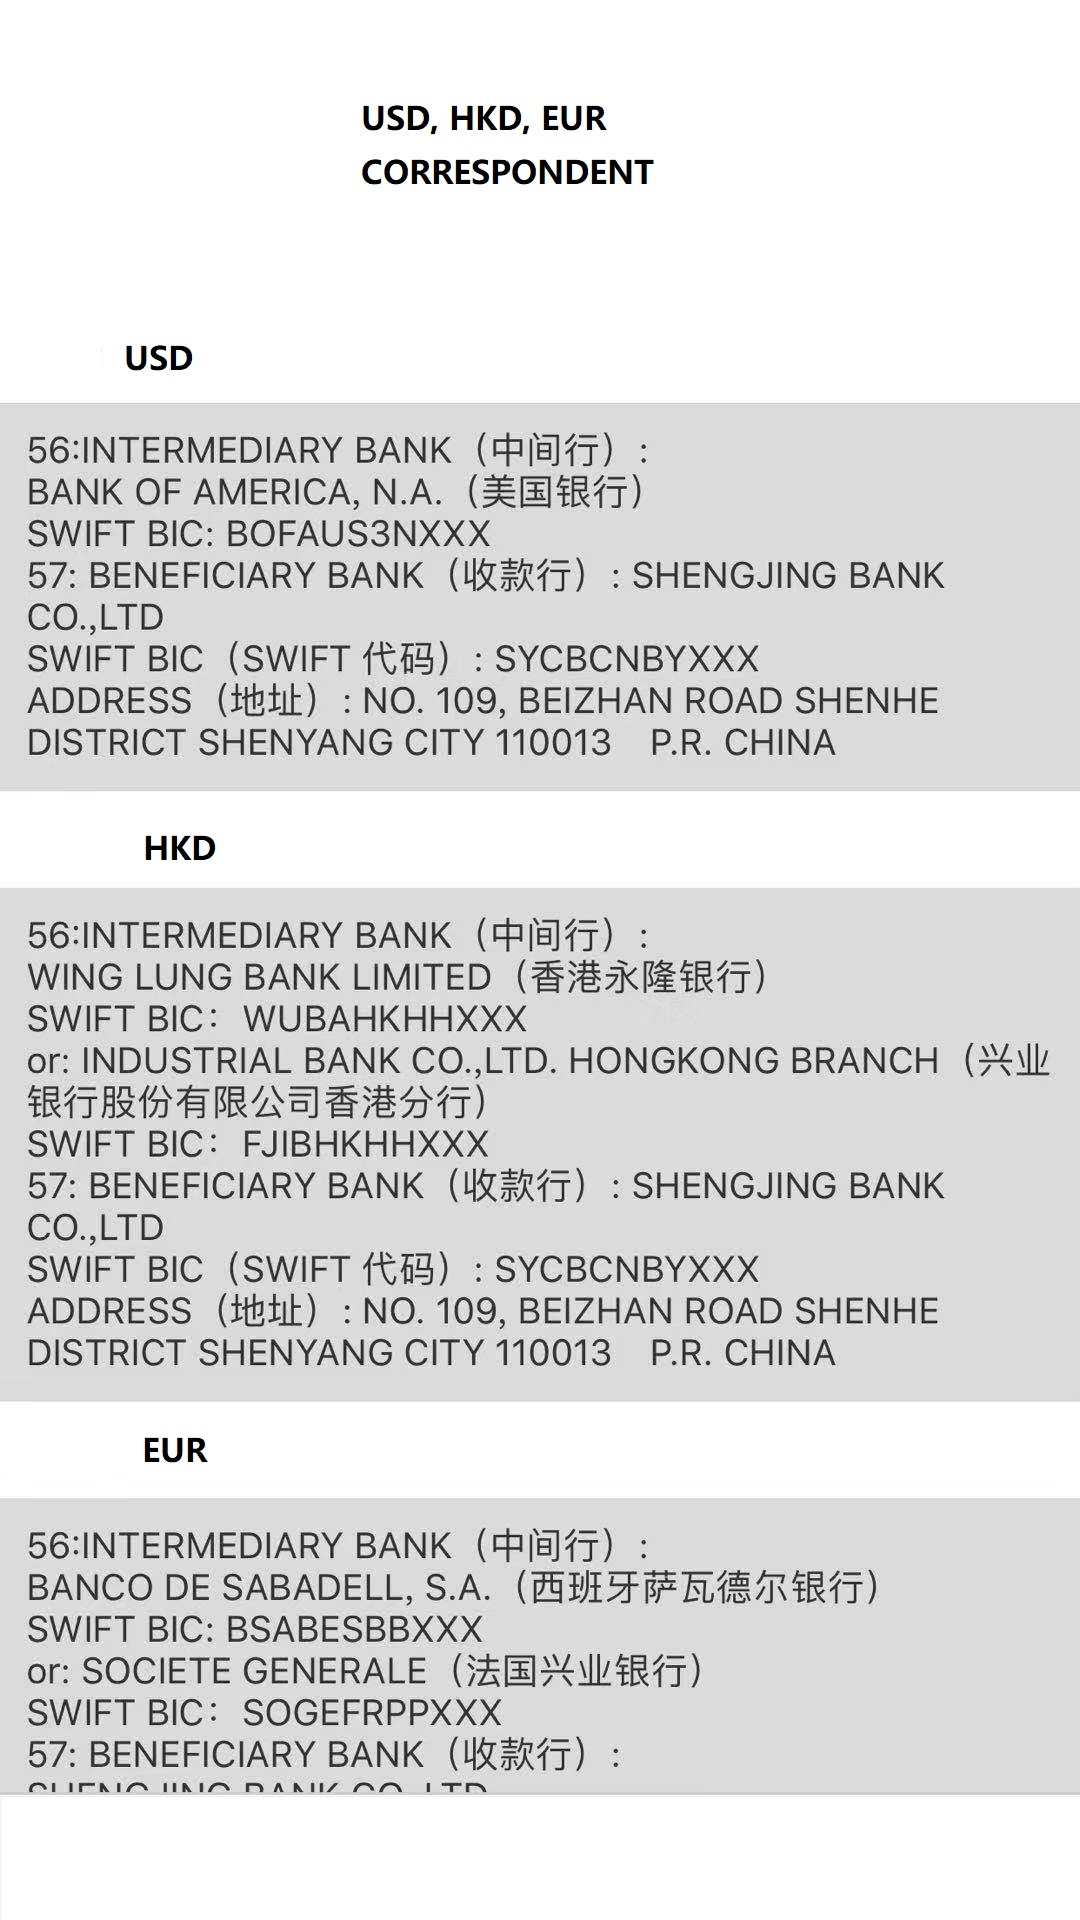 USD, HKD, EUR
CORRESPONDENT
USD
56:INTERMEDIARY BANK（中间行）:
BANK OF AMERICA, N.A.（美国银行）
SWIFT BIC: BOFAUS3NXXX
57: BENEFICIARY BANK（收款行）: SHENGJING BANK
CO.,LTD
SWIFT BIC（SWIFT 代码）: SYCBCNBYXXX
ADDRESS（地址）: NO. 109, BEIZHAN ROAD SHENHE
DISTRICT SHENYANG CITY 110013 P.R. CHINA
HKD
56:INTERMEDIARY BANK（中间行）:
WING LUNG BANK LIMITED（香港永隆银行）
SWIFT BIC：WUBAHKHHXXX
or: INDUSTRIAL BANK CO.,LTD. HONGKONG BRANCH（兴业
银行股份有限公司香港分行）
SWIFT BIC：FJIBHKHHXXX
57: BENEFICIARY BANK（收款行）: SHENGJING BANK
CO.,LTD
SWIFT BIC（SWIFT 代码）: SYCBCNBYXXX
ADDRESS（地址）: NO. 109, BEIZHAN ROAD SHENHE
DISTRICT SHENYANG CITY 110013 P.R. CHINA
EUR
56:INTERMEDIARY BANK（中间行）:
BANCO DE SABADELL, S.A.（西班牙萨瓦德尔银行）
SWIFT BIC: BSABESBBXXX
or: SOCIETE GENERALE（法国兴业银行）
SWIFT BIC：SOGEFRPPXXX
57: BENEFICIARY BANK（收款行）:
SHENGJING BANK CO.,LTD